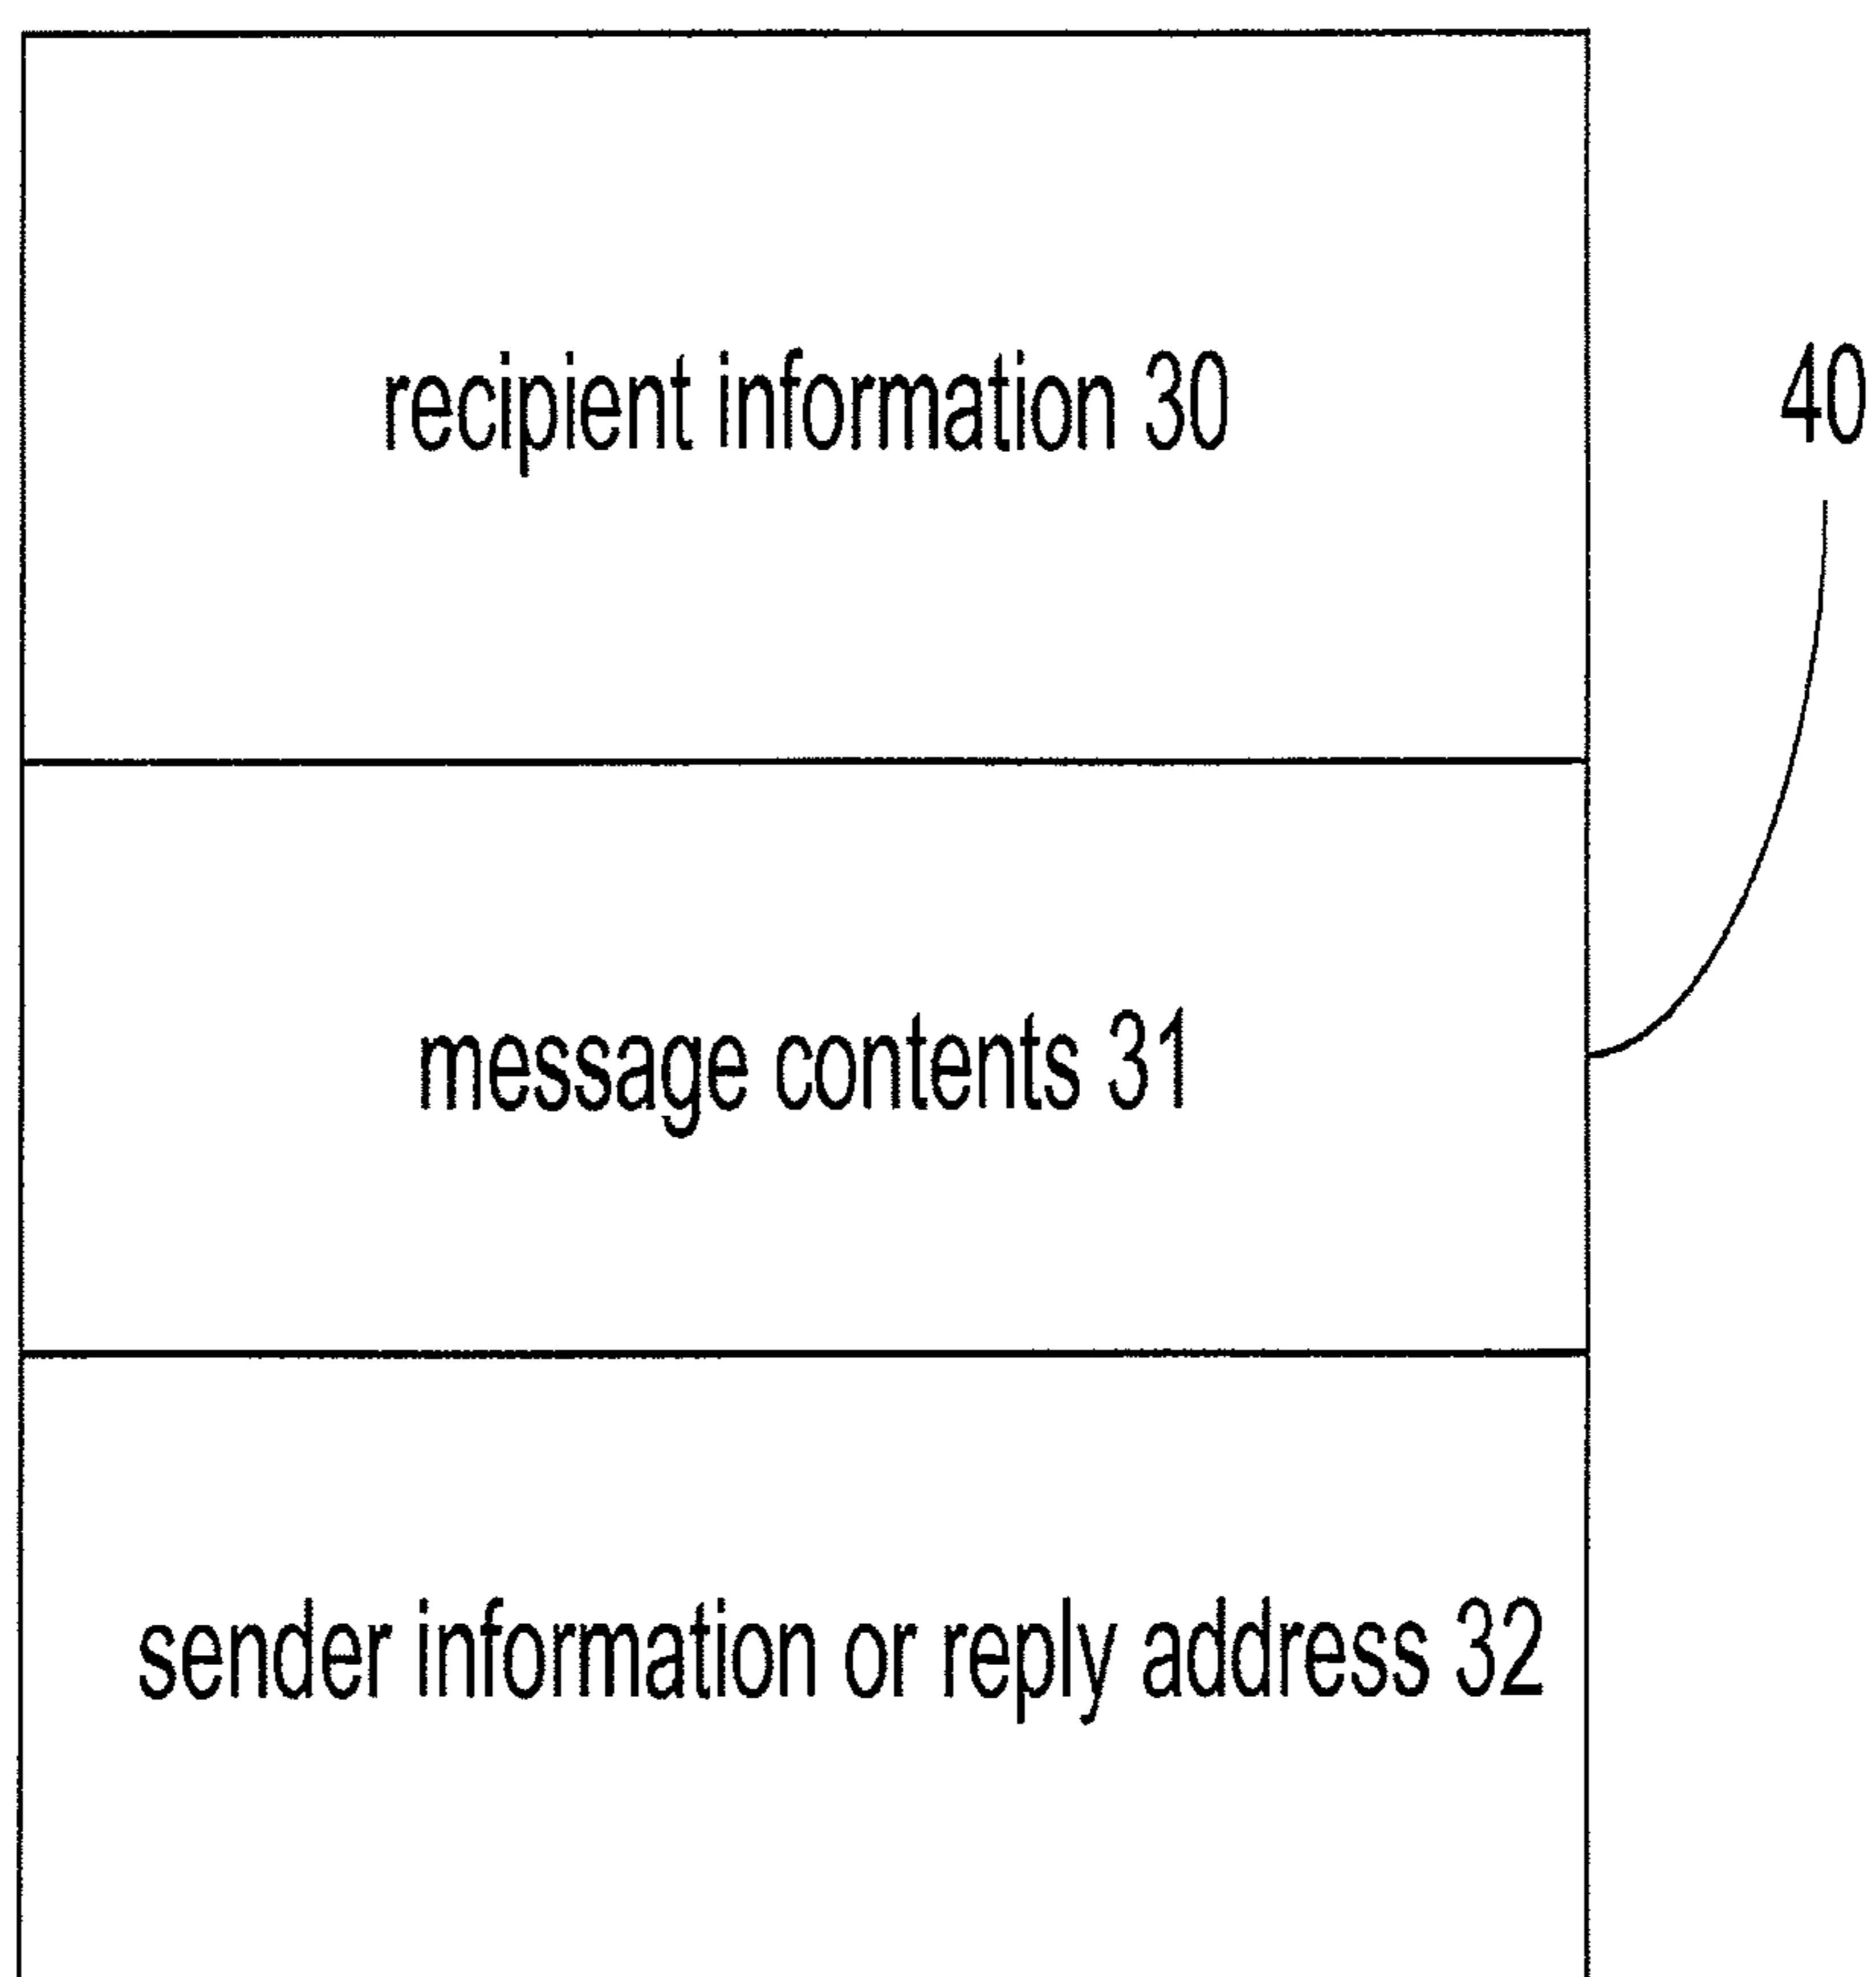 recipient information 30
40
message contents 31
sender information or reply address 32